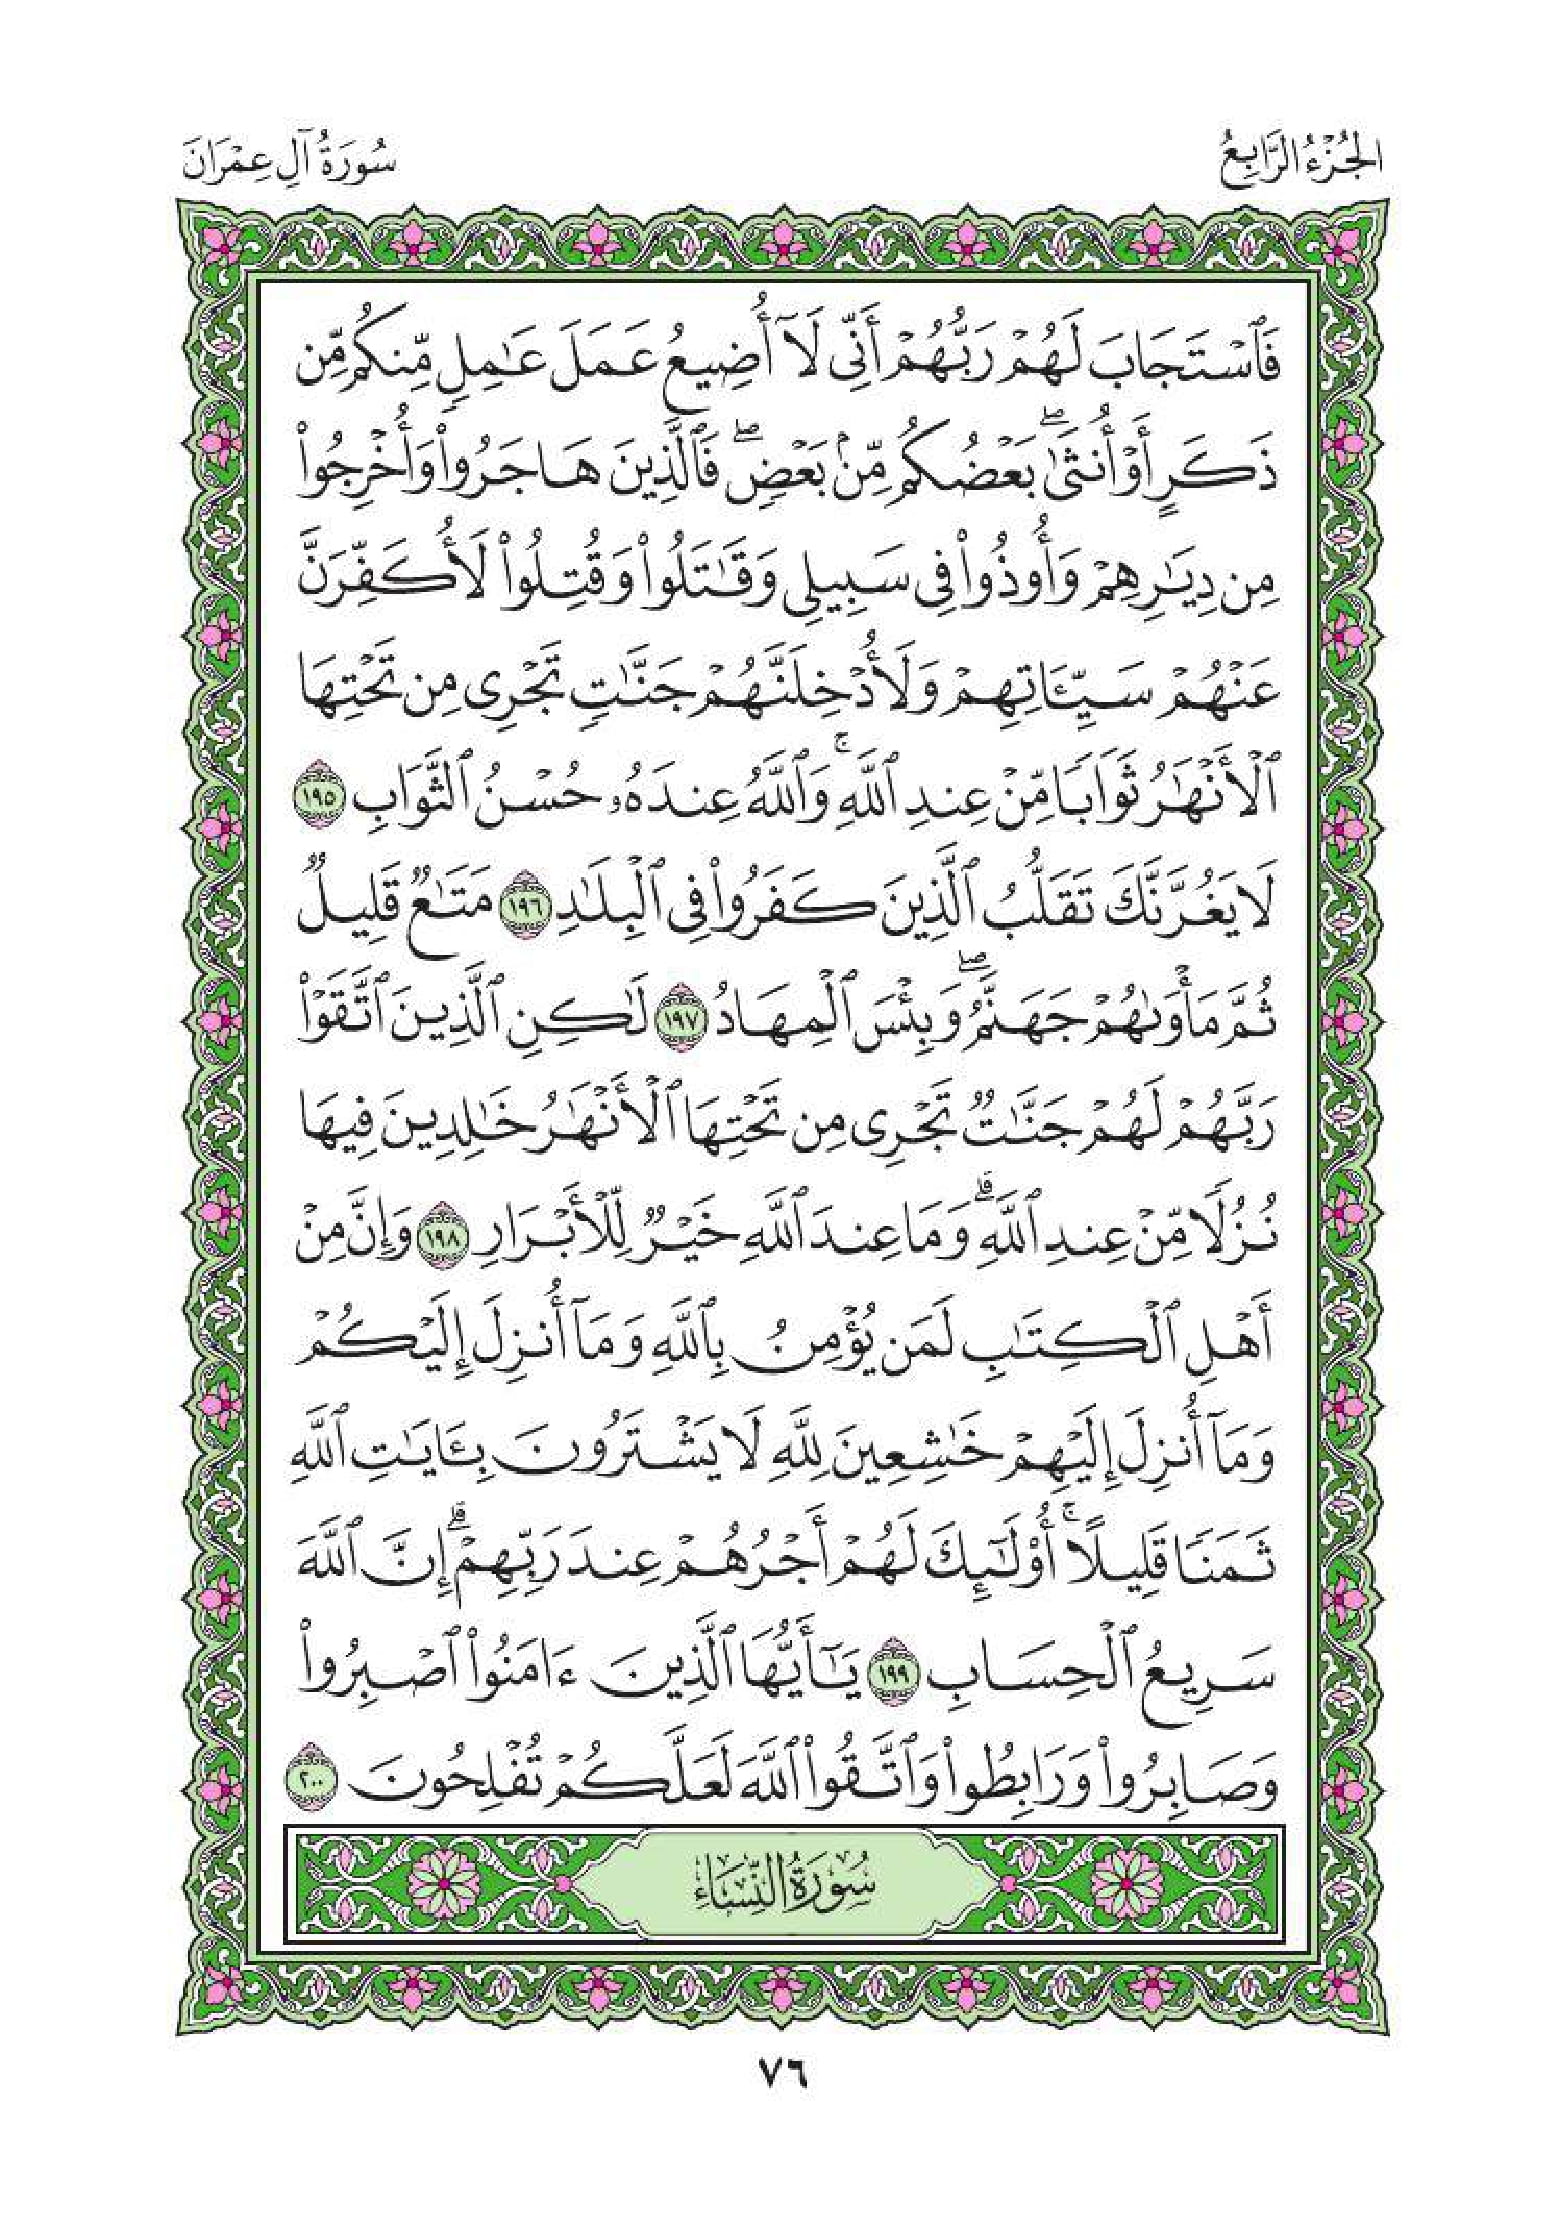 الجُزْءُ الرَّابِعُ
سُورَةُ آلِ عِمْرَانَ
فَٱسْتَجَابَ لَهُمْ رَبُّهُمْ أَنِّى لَآ أُضِيعُ عَمَلَ عَـٰمِلٍۢ مِّنكُم مِّن
ذَكَرٍ أَوْ أُنثَىٰ ۖ بَعْضُكُم مِّنۢ بَعْضٍۢ ۖ فَٱلَّذِينَ هَاجَرُوا۟ وَأُخْرِجُوا۟
مِن دِيَـٰرِهِمْ وَأُوذُوا۟ فِى سَبِيلِى وَقَـٰتَلُوا۟ وَقُتِلُوا۟ لَأُكَفِّرَنَّ
عَنْهُمْ سَيِّـَٔاتِهِمْ وَلَأُدْخِلَنَّهُمْ جَنَّـٰتٍۢ تَجْرِى مِن تَحْتِهَا
ٱلْأَنْهَـٰرُ ثَوَابًۭا مِّنْ عِندِ ٱللَّهِ ۚ وَٱللَّهُ عِندَهُۥ حُسْنُ ٱلثَّوَابِ ١٩٥
لَا يَغُرَّنَّكَ تَقَلُّبُ ٱلَّذِينَ كَفَرُوا۟ فِى ٱلْبِلَـٰدِ ١٩٦ مَتَـٰعٌۭ قَلِيلٌۭ
ثُمَّ مَأْوَىٰهُمْ جَهَنَّمُ ۖ وَبِئْسَ ٱلْمِهَادُ ١٩٧ لَـٰكِنِ ٱلَّذِينَ ٱتَّقَوْا۟
رَبَّهُمْ لَهُمْ جَنَّـٰتٌۭ تَجْرِى مِن تَحْتِهَا ٱلْأَنْهَـٰرُ خَـٰلِدِينَ فِيهَا
نُزُلًۭا مِّنْ عِندِ ٱللَّهِ ۗ وَمَا عِندَ ٱللَّهِ خَيْرٌۭ لِّلْأَبْرَارِ ١٩٨ وَإِنَّ مِنْ
أَهْلِ ٱلْكِتَـٰبِ لَمَن يُؤْمِنُ بِٱللَّهِ وَمَآ أُنزِلَ إِلَيْكُمْ
وَمَآ أُنزِلَ إِلَيْهِمْ خَـٰشِعِينَ لِلَّهِ لَا يَشْتَرُونَ بِـَٔايَـٰتِ ٱللَّهِ
ثَمَنًۭا قَلِيلًا ۚ أُو۟لَـٰٓئِكَ لَهُمْ أَجْرُهُمْ عِندَ رَبِّهِمْ ۗ إِنَّ ٱللَّهَ
سَرِيعُ ٱلْحِسَابِ ١٩٩ يَـٰٓأَيُّهَا ٱلَّذِينَ ءَامَنُوا۟ ٱصْبِرُوا۟
وَصَابِرُوا۟ وَرَابِطُوا۟ وَٱتَّقُوا۟ ٱللَّهَ لَعَلَّكُمْ تُفْلِحُونَ ٢٠٠
سُورَةُ النِّسَاءِ
٧٦